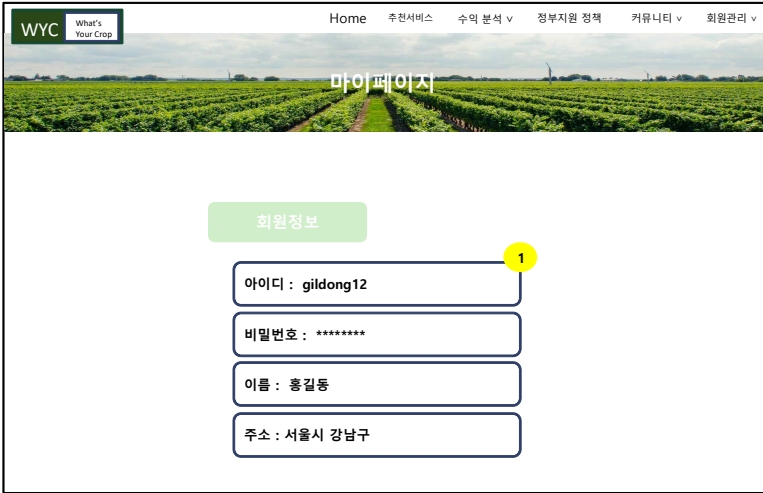 WYC What's Your Crop
Home 추천서비스 수익 분석 ∨ 정부지원 정책 커뮤니티 ∨ 회원관리 ∨
마이페이지
회원정보
1
아이디 : gildong12
비밀번호 : ********
이름 : 홍길동
주소 : 서울시 강남구